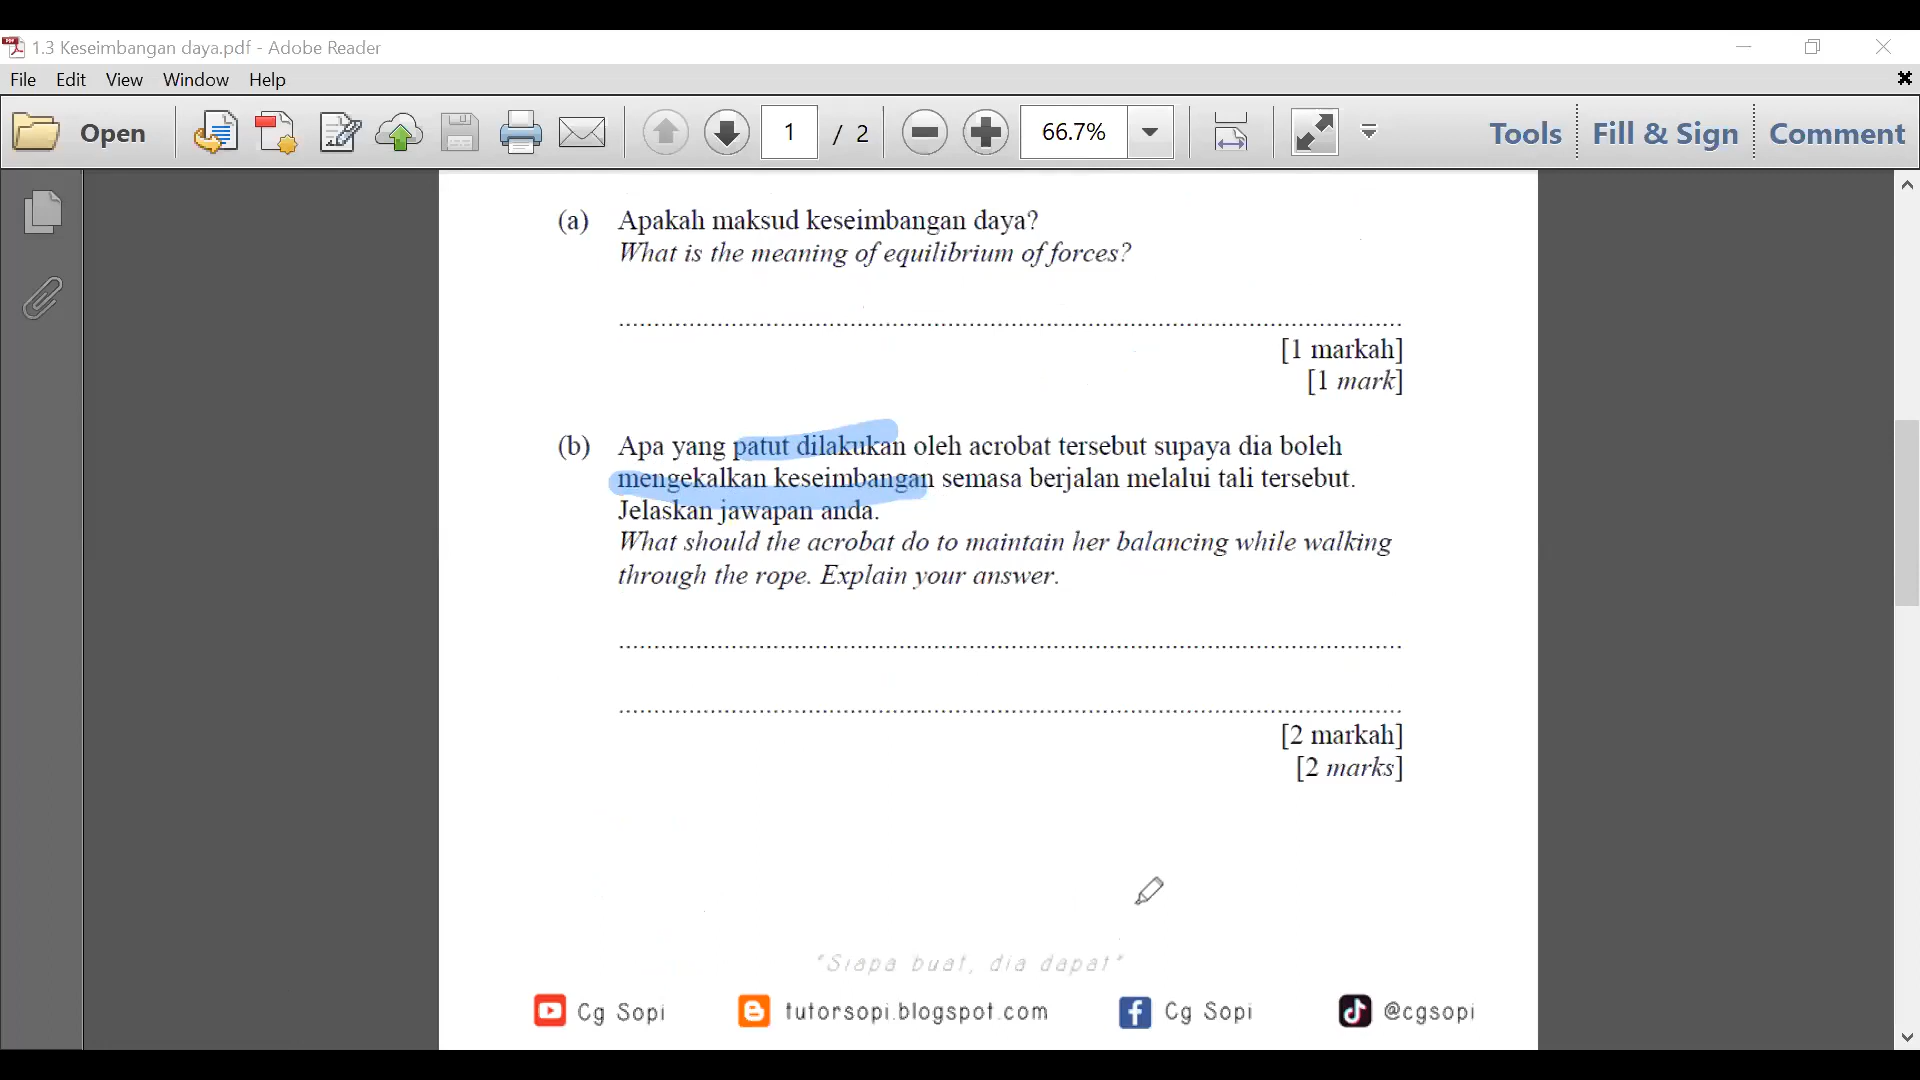 1.3 Keseimbangan daya.pdf - Adobe Reader
File Edit View Window Help
Open 1 / 2 66.7% Tools Fill & Sign Comment
(a) Apakah maksud keseimbangan daya?
What is the meaning of equilibrium of forces?
[1 markah]
[1 mark]
(b) Apa yang patut dilakukan oleh acrobat tersebut supaya dia boleh
mengekalkan keseimbangan semasa berjalan melalui tali tersebut.
Jelaskan jawapan anda.
What should the acrobat do to maintain her balancing while walking
through the rope. Explain your answer.
[2 markah]
[2 marks]
"Siapa buat, dia dapat"
Cg Sopi tutorsopi.blogspot.com Cg Sopi @cgsopi